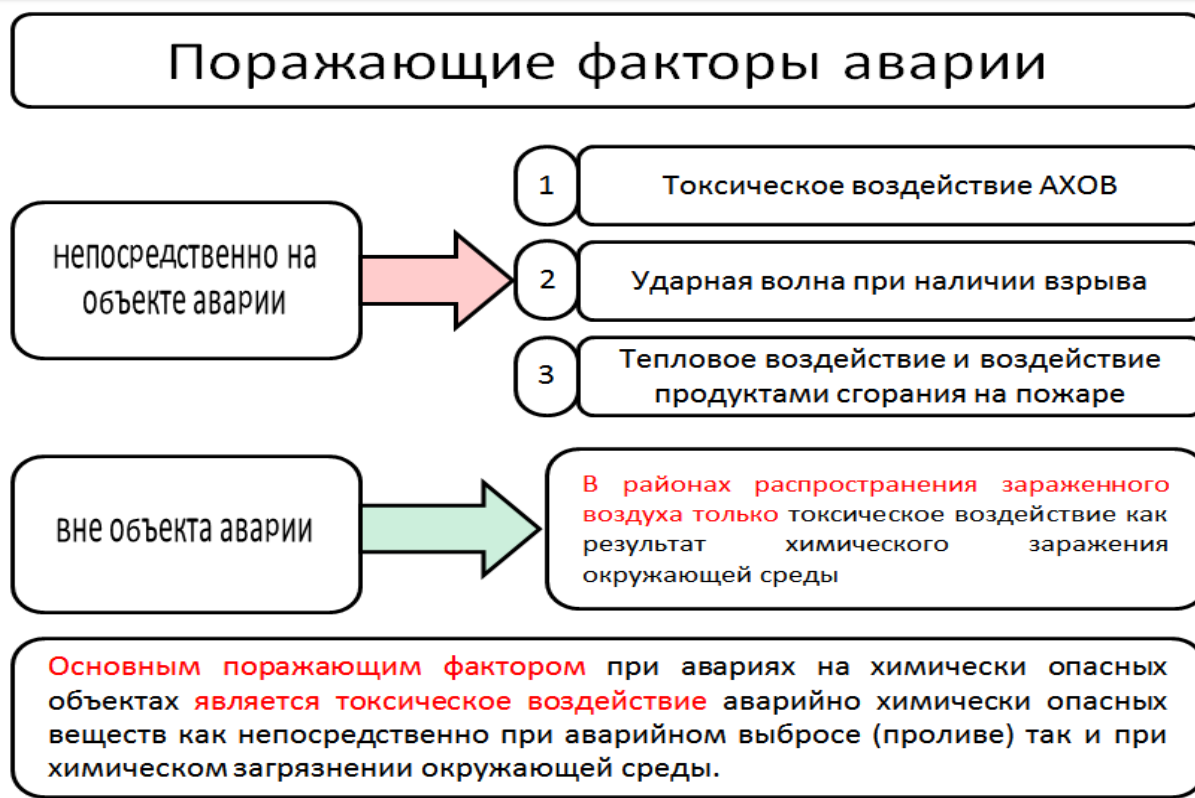 Поражающие факторы аварии
непосредственно на
объекте аварии
1
Токсическое воздействие АХОВ
2
Ударная волна при наличии взрыва
3
Тепловое воздействие и воздействие
продуктами сгорания на пожаре
вне объекта аварии
В районах распространения зараженного
воздуха только токсическое воздействие как
результат химического заражения
окружающей среды
Основным поражающим фактором при авариях на химически опасных
объектах является токсическое воздействие аварийно химически опасных
веществ как непосредственно при аварийном выбросе (проливе) так и при
химическом загрязнении окружающей среды.